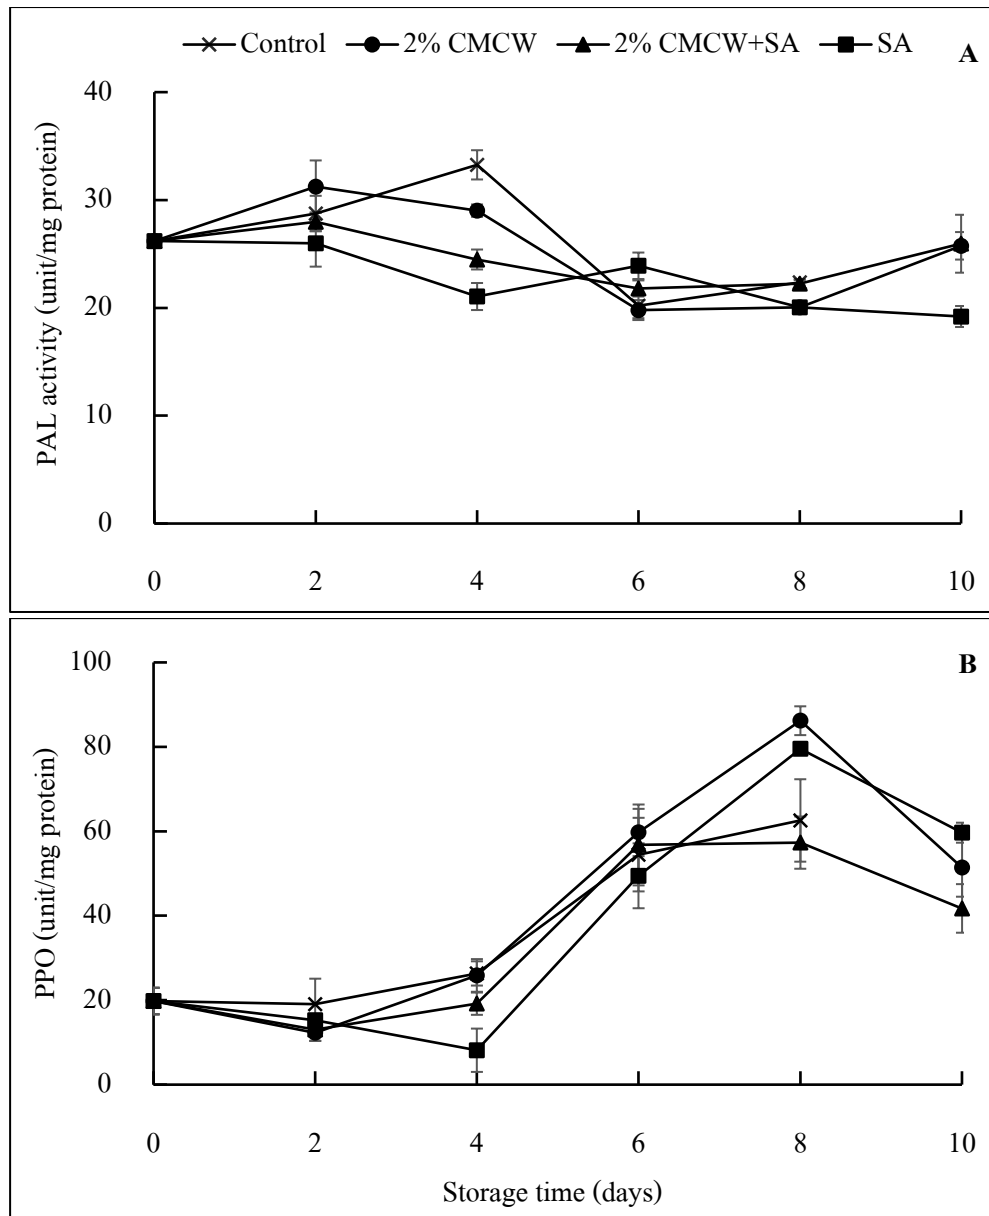 Control 2% CMCW 2% CMCW+SA SA
A
PAL activity (unit/mg protein)
40
30
20
10
0
0 2 4 6 8 10
B
PPO (unit/mg protein)
100
80
60
40
20
0
0 2 4 6 8 10
Storage time (days)